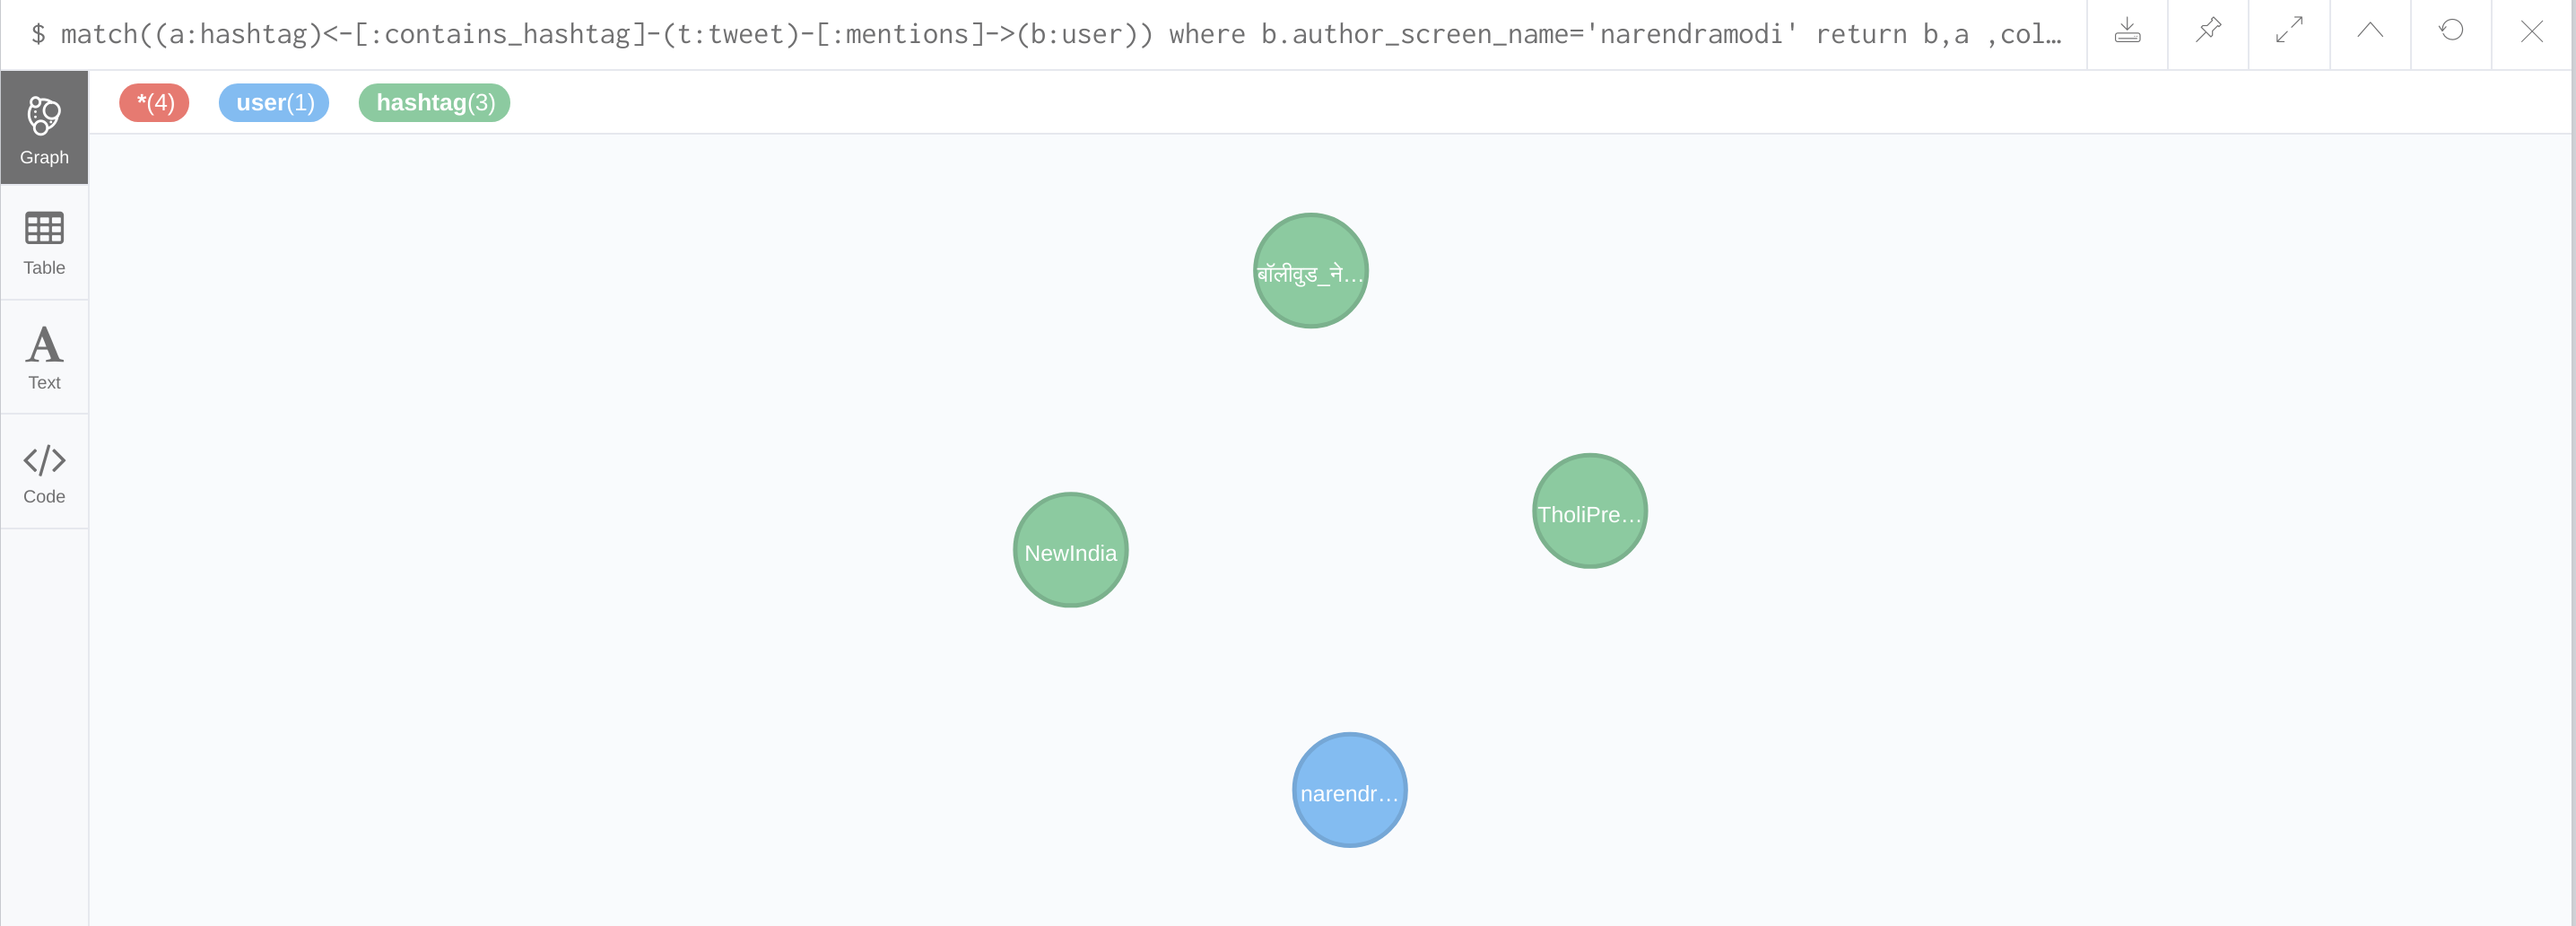 $ match((a:hashtag)<-[:contains_hashtag]-(t:tweet)-[:mentions]->(b:user)) where b.author_screen_name='narendramodi' return b,a ,col…
*(4) user(1) hashtag(3)
Graph
Table
Text
Code
बॉलीवुड_ने…
TholiPre…
NewIndia
narendr…